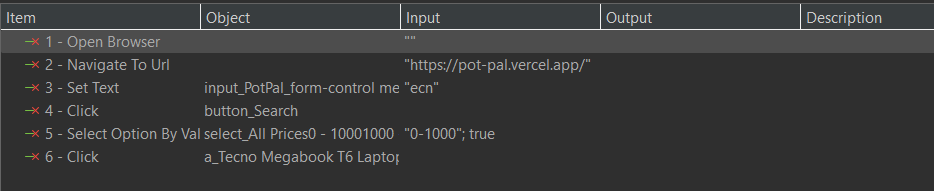 Item Object Input Output Description
1 - Open Browser ""
2 - Navigate To Url "https://pot-pal.vercel.app/"
3 - Set Text input_PotPal_form-control me "ecn"
4 - Click button_Search
5 - Select Option By Val select_All Prices0 - 10001000 "0-1000"; true
6 - Click a_Tecno Megabook T6 Laptop